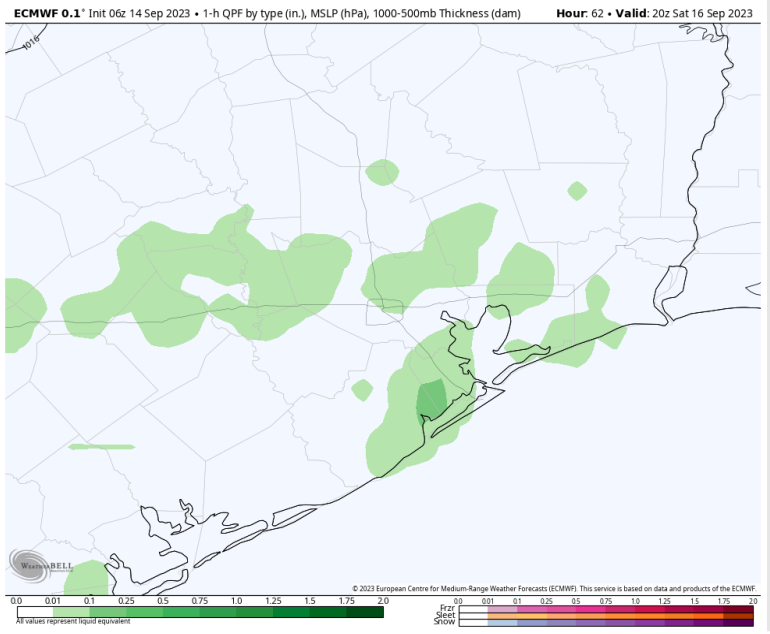 ECMWF 0.1° Init 06z 14 Sep 2023 • 1-h QPF by type (in.), MSLP (hPa), 1000-500mb Thickness (dam) Hour: 62 • Valid: 20z Sat 16 Sep 2023
1016
WEATHERBELL
© 2023 European Centre for Medium-Range Weather Forecasts (ECMWF). This service is based on data and products of the ECMWF.
0.0 0.01 0.1 0.25 0.5 0.75 1.0 1.25 1.5 1.75 2.0
All values represent liquid equivalent
0.0 0.01 0.1 0.25 0.5 0.75 1.0 1.25 1.5 1.75 2.0
Frzr
Sleet
Snow